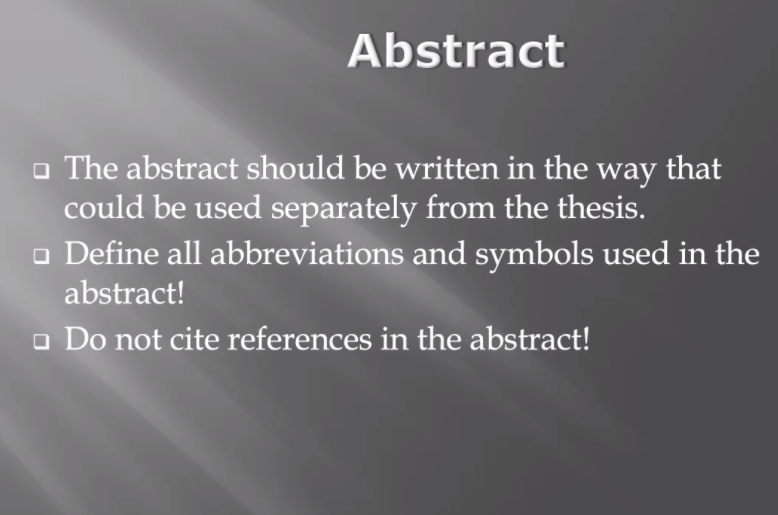 Abstract
The abstract should be written in the way that
could be used separately from the thesis.
Define all abbreviations and symbols used in the
abstract!
Do not cite references in the abstract!